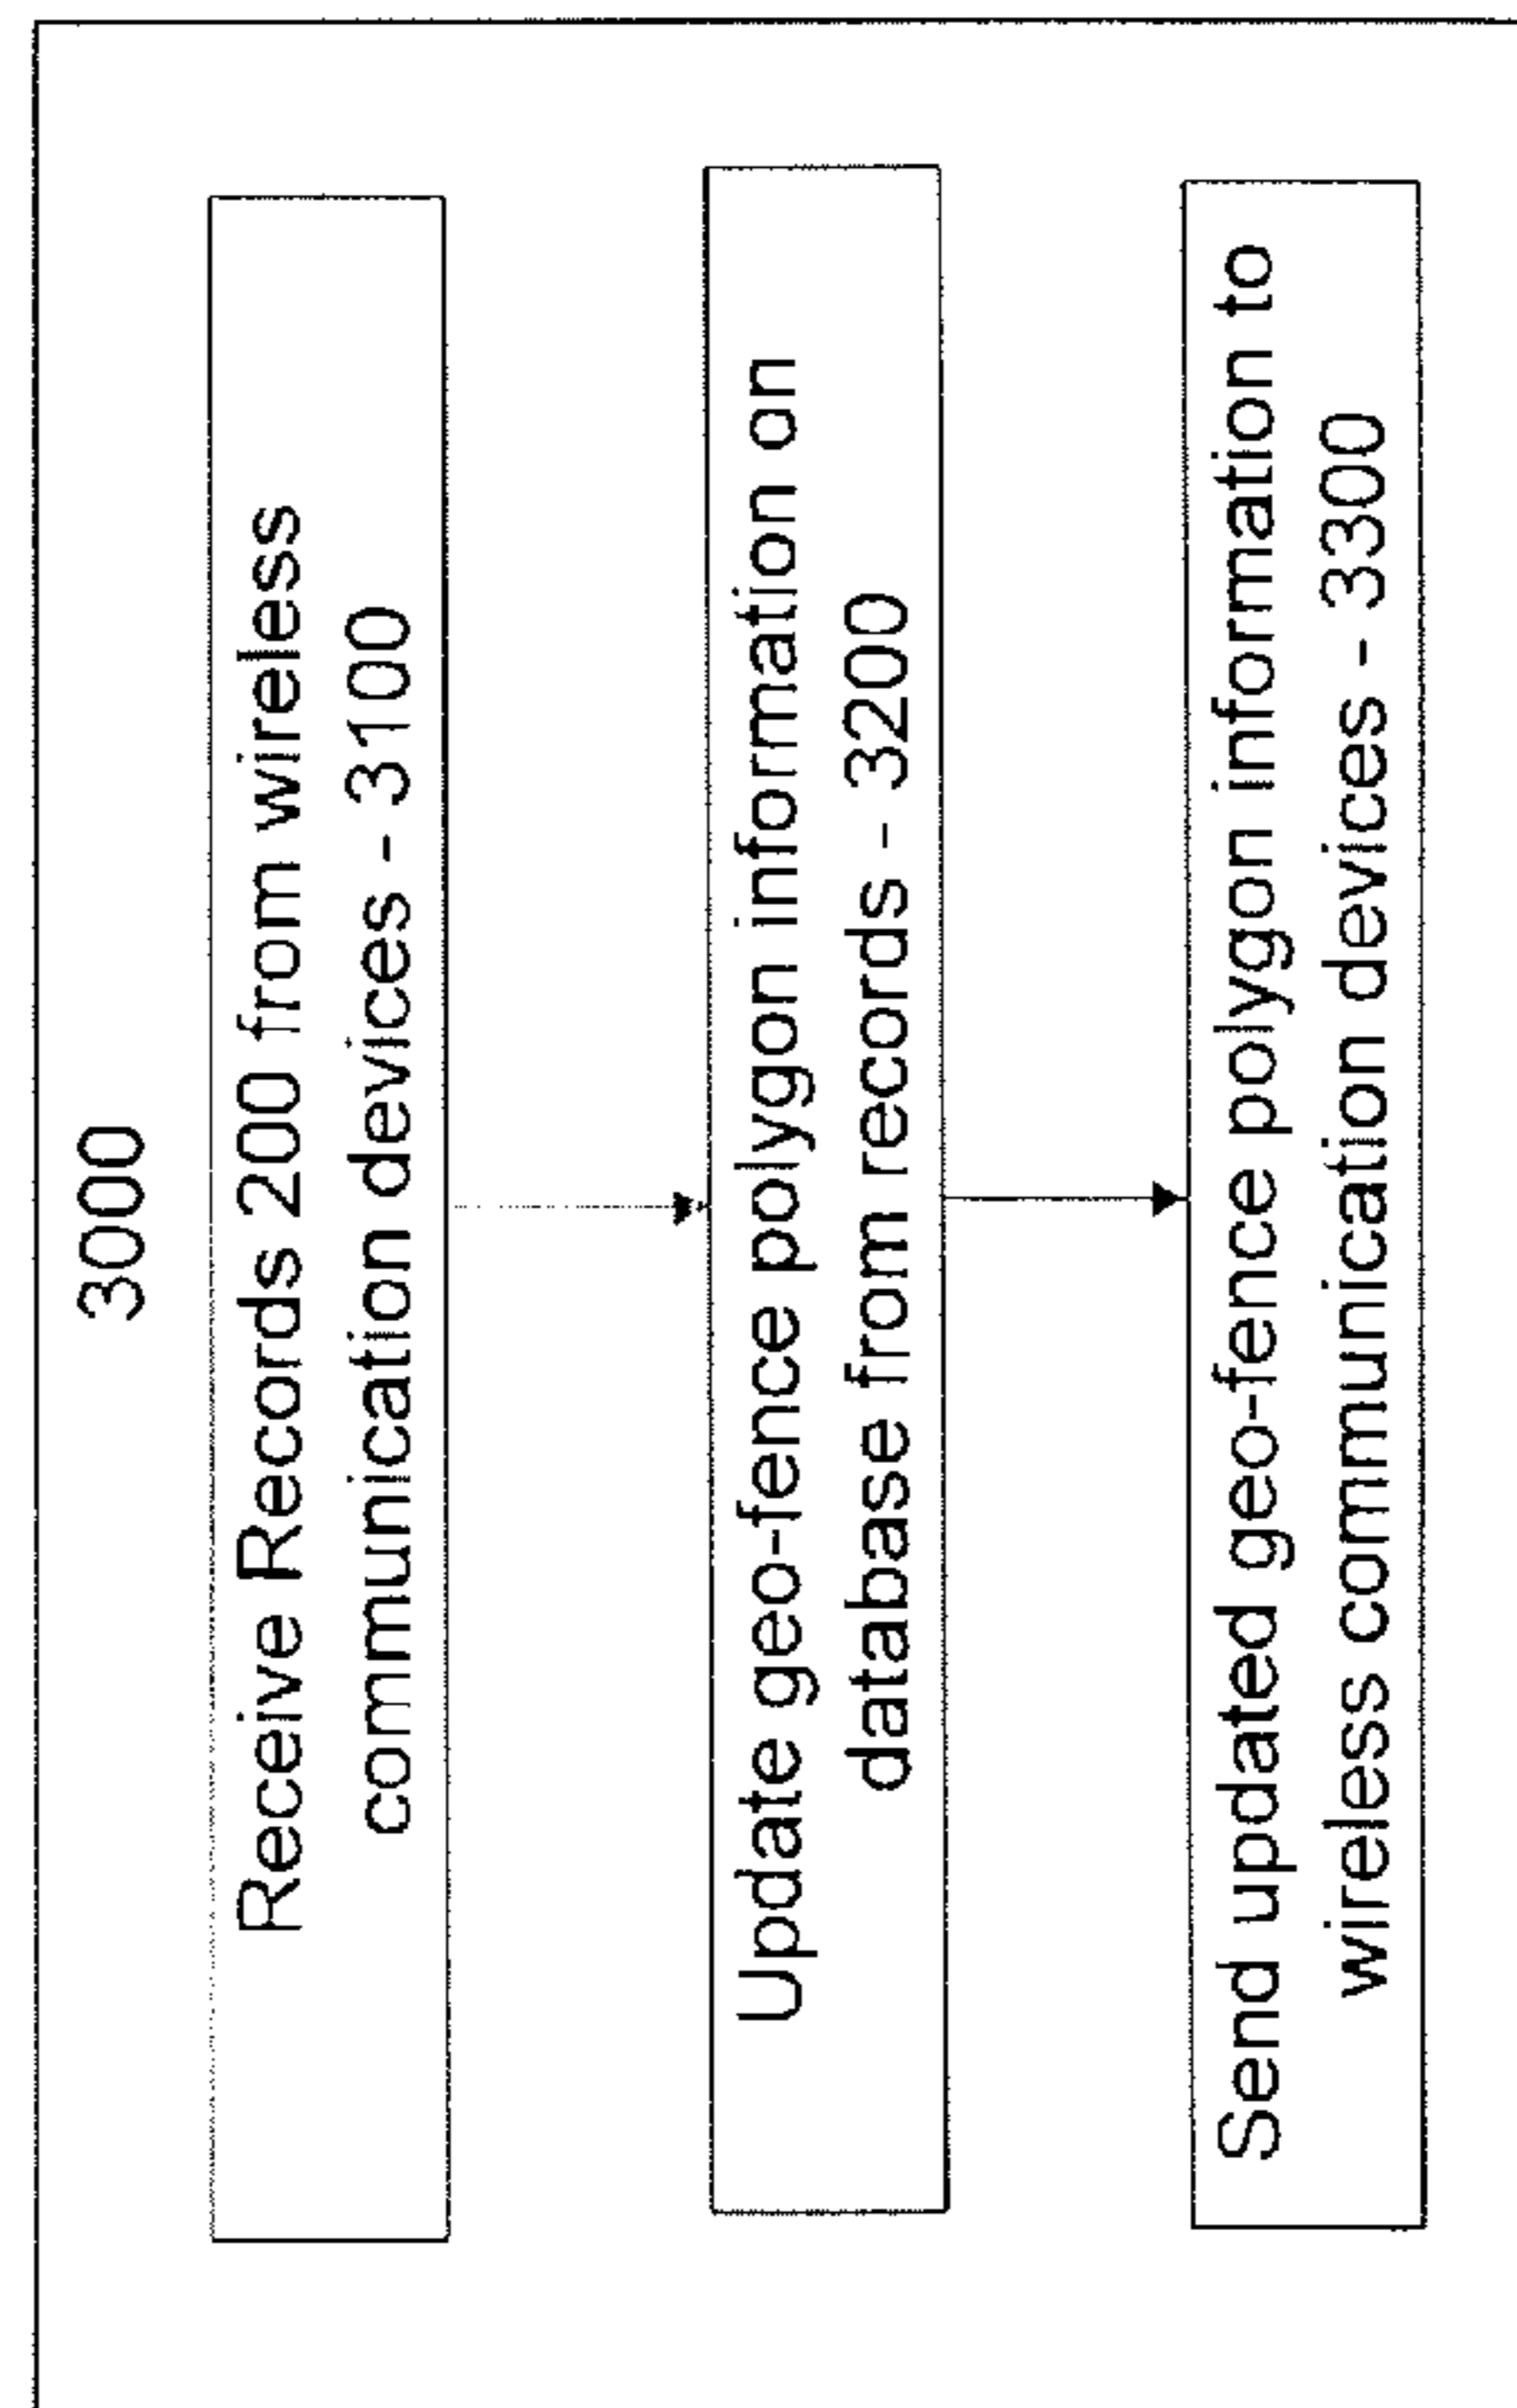 3000
Receive Records 200 from wireless
communication devices - 3100
Update geo-fence polygon information on
database from records - 3200
Send updated geo-fence polygon information to
wireless communication devices - 3300